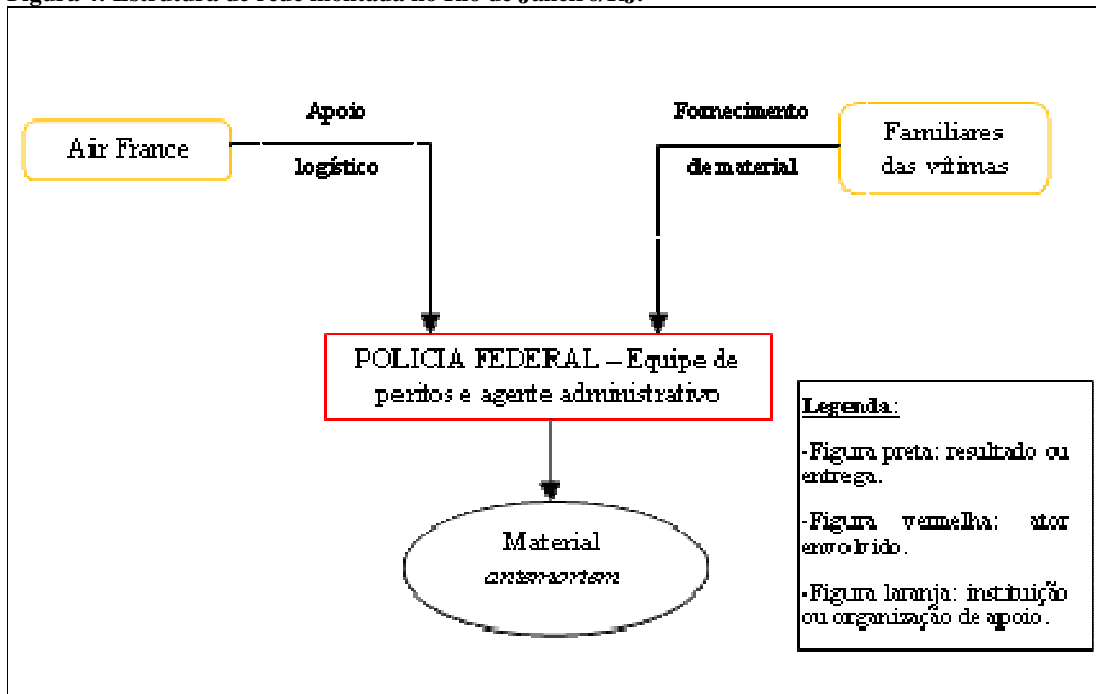 Apoio
logístico
Fornecimento
de material
Air France
Familiares
das vítimas
POLICIA FEDERAL – Equipe de
peritos e agente administrativo
Material
antemortem
Legenda:
-Figura preta: resultado ou
entrega.
-Figura vermelha: ator
envolvido.
-Figura laranja: instituição
ou organização de apoio.